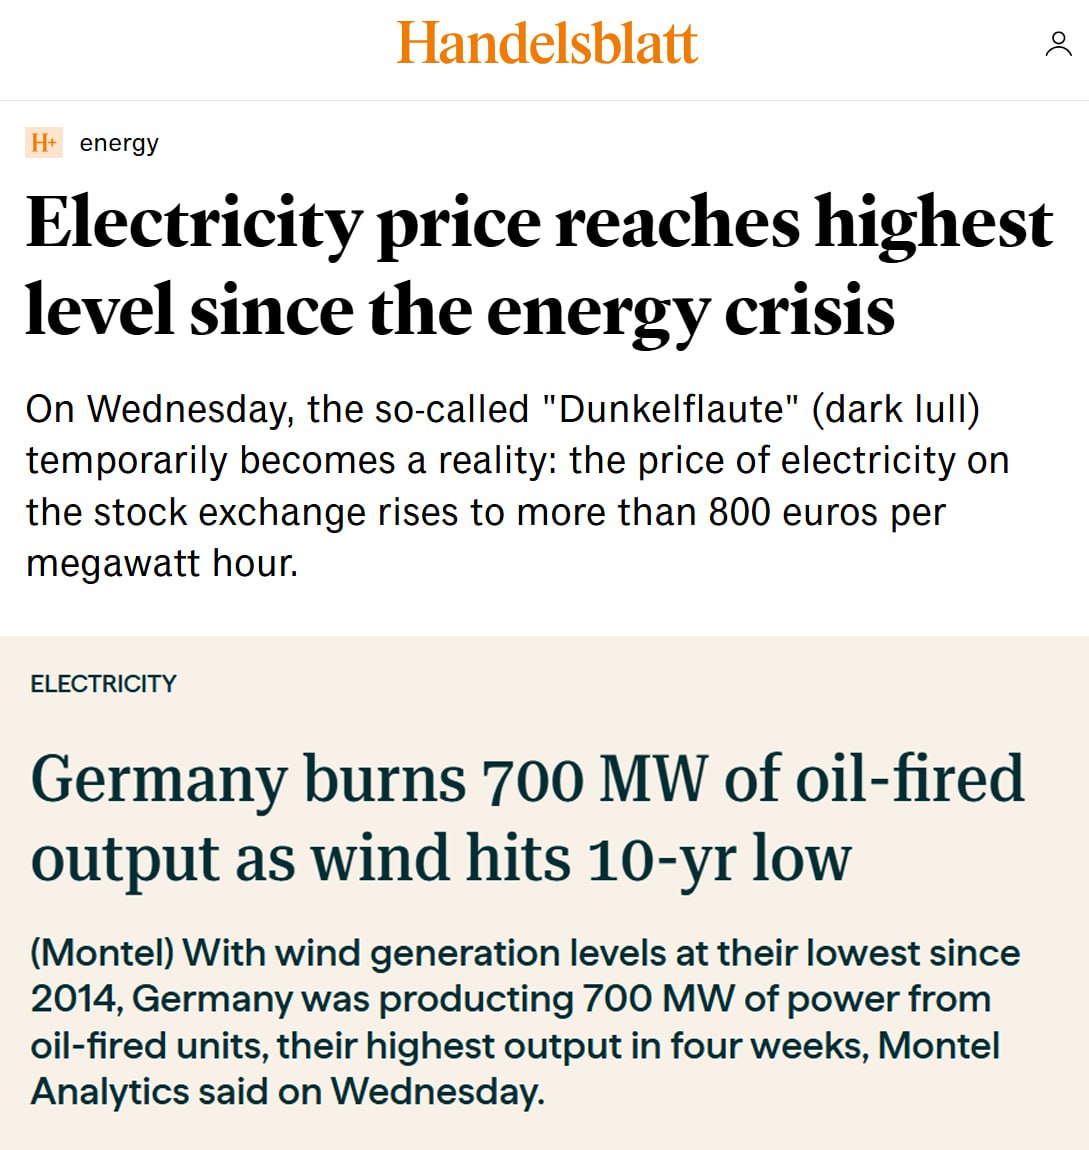 Handelsblatt
H+ energy
Electricity price reaches highest
level since the energy crisis
On Wednesday, the so-called "Dunkelflaute" (dark lull)
temporarily becomes a reality: the price of electricity on
the stock exchange rises to more than 800 euros per
megawatt hour.
ELECTRICITY
Germany burns 700 MW of oil-fired
output as wind hits 10-yr low
(Montel) With wind generation levels at their lowest since
2014, Germany was producting 700 MW of power from
oil-fired units, their highest output in four weeks, Montel
Analytics said on Wednesday.